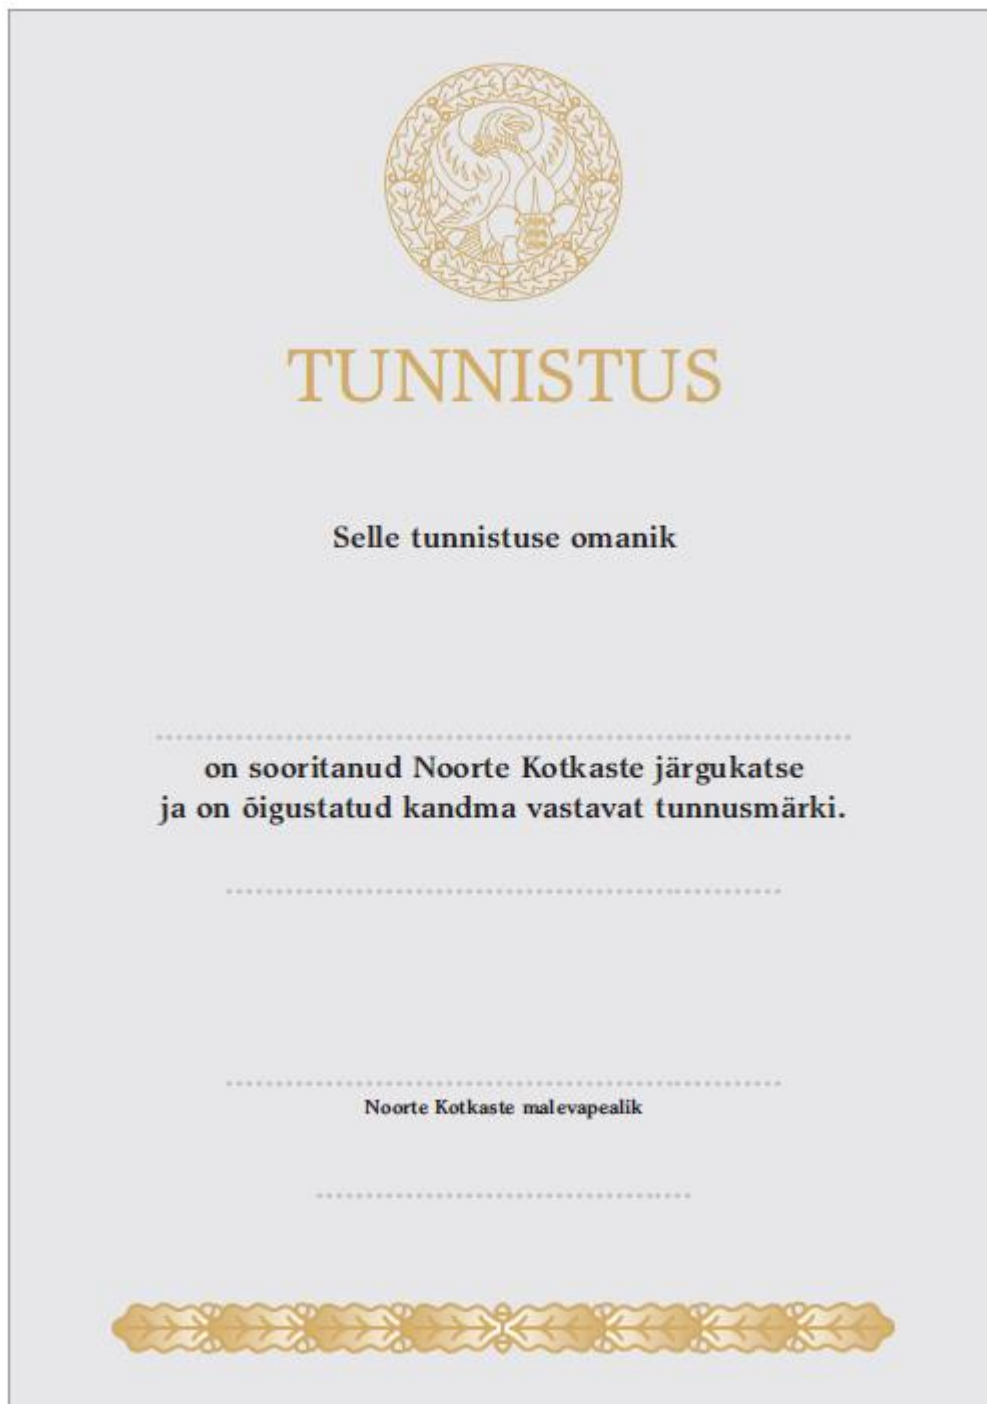 TUNNISTUS
Selle tunnistuse omanik
on sooritanud Noorte Kotkaste järgukatse
ja on õigustatud kandma vastavat tunnusmärki.
Noorte Kotkaste malevapealik